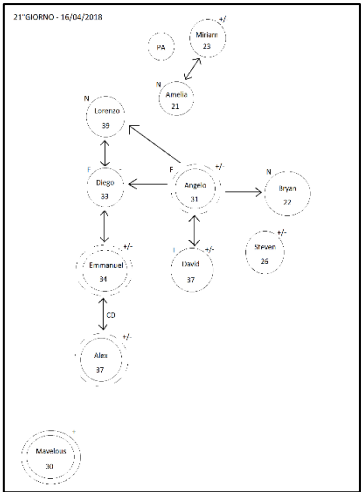 21°GIORNO - 16/04/2018
+/-
Miriam
23
PA
N
Amelia
21
N
Lorenzo
39
F
Diego
33
F
+/-
Angelo
31
N
Bryan
22
+/-
Steven
26
+/-
David
37
+/-
Emmanuel
34
CD
+/-
Alex
37
+
Mavelous
30